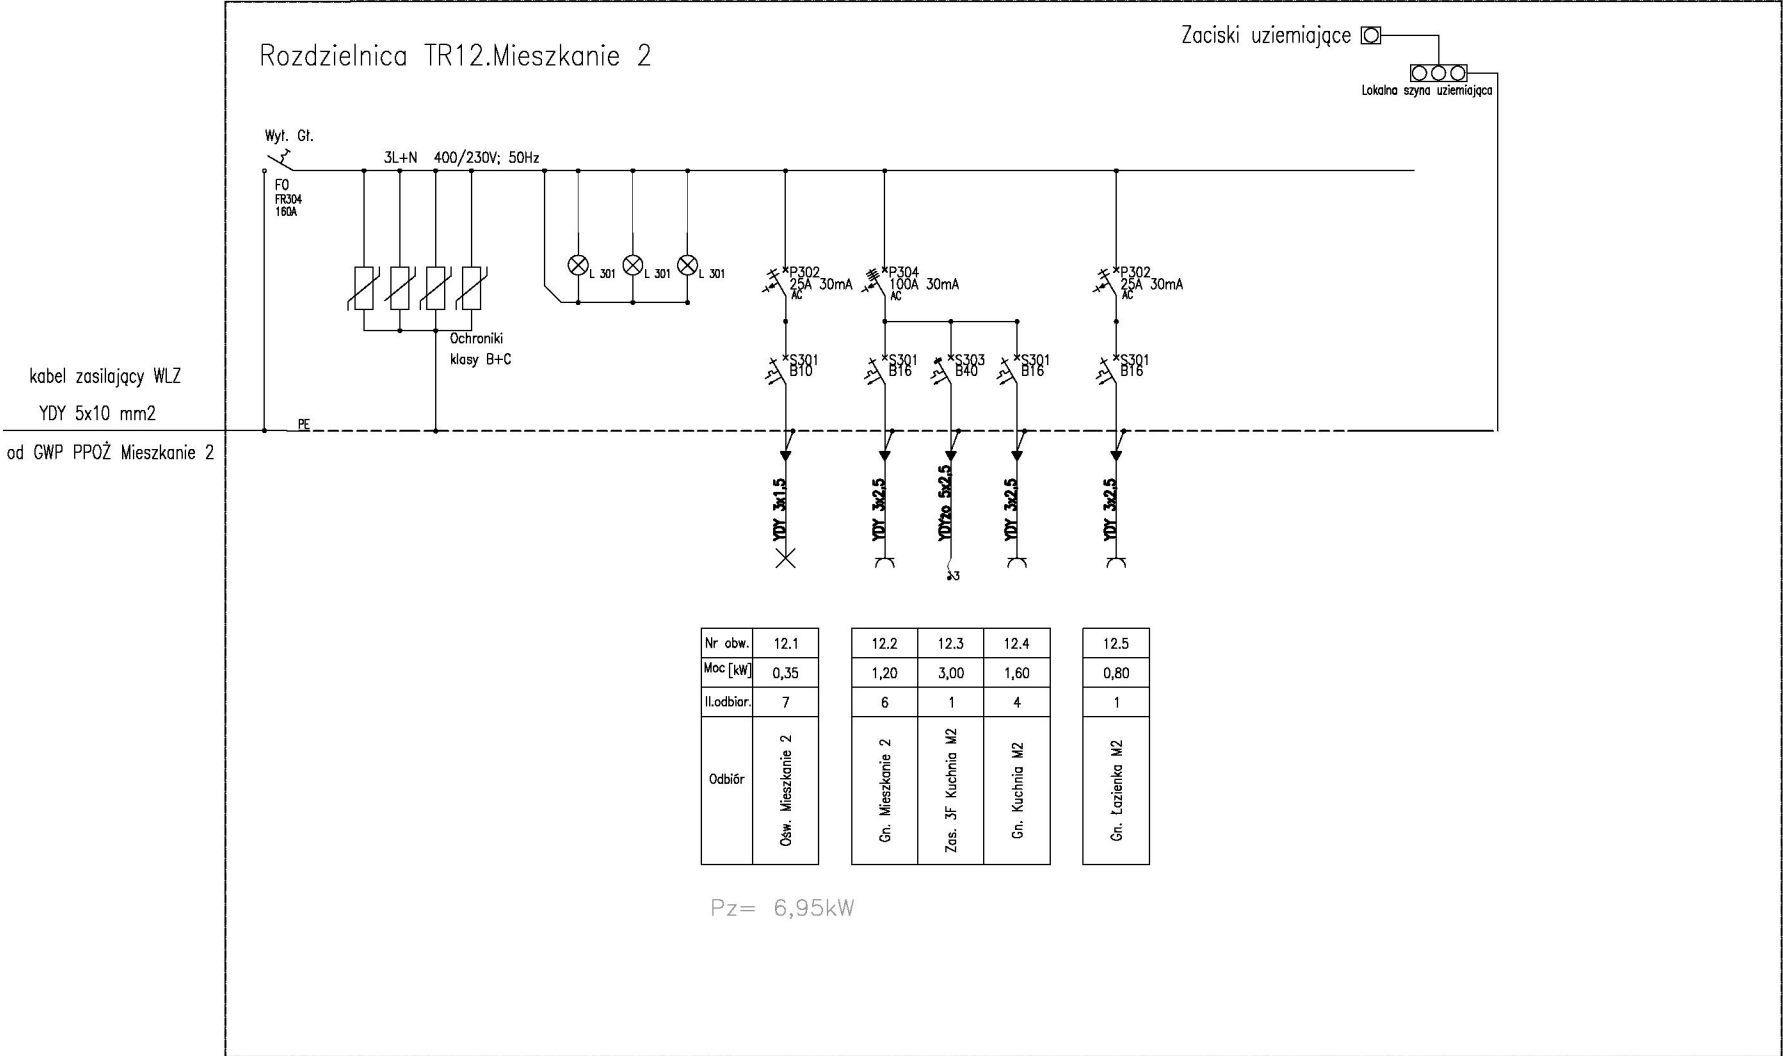 Rozdzielnica TR12.Mieszkanie 2
Zaciski uziemiające
Lokalna szyna uziemiająca
Wył. Gł.
F0
FR304
160A
3L+N 400/230V; 50Hz
L 301
L 301
L 301
Ochroniki
klasy B+C
P302
25A 30mA
AC
P304
100A 30mA
AC
P302
25A 30mA
AC
S301
B10
S301
B16
S303
B40
S301
B16
S301
B16
kabel zasilający WLZ
YDY 5x10 mm2
od GWP PPOŻ Mieszkanie 2
PE
YDY 3x1,5
YDY 3x2,5
YDYżo 5x2,5
YDY 3x2,5
YDY 3x2,5
3
Nr obw. 12.1 12.2 12.3 12.4 12.5
Moc [kW] 0,35 1,20 3,00 1,60 0,80
Il.odbior. 7 6 1 4 1
Odbiór
Ośw. Mieszkanie 2
Gn. Mieszkanie 2
Zas. 3F Kuchnia M2
Gn. Kuchnia M2
Gn. Łazienka M2
Pz= 6,95kW